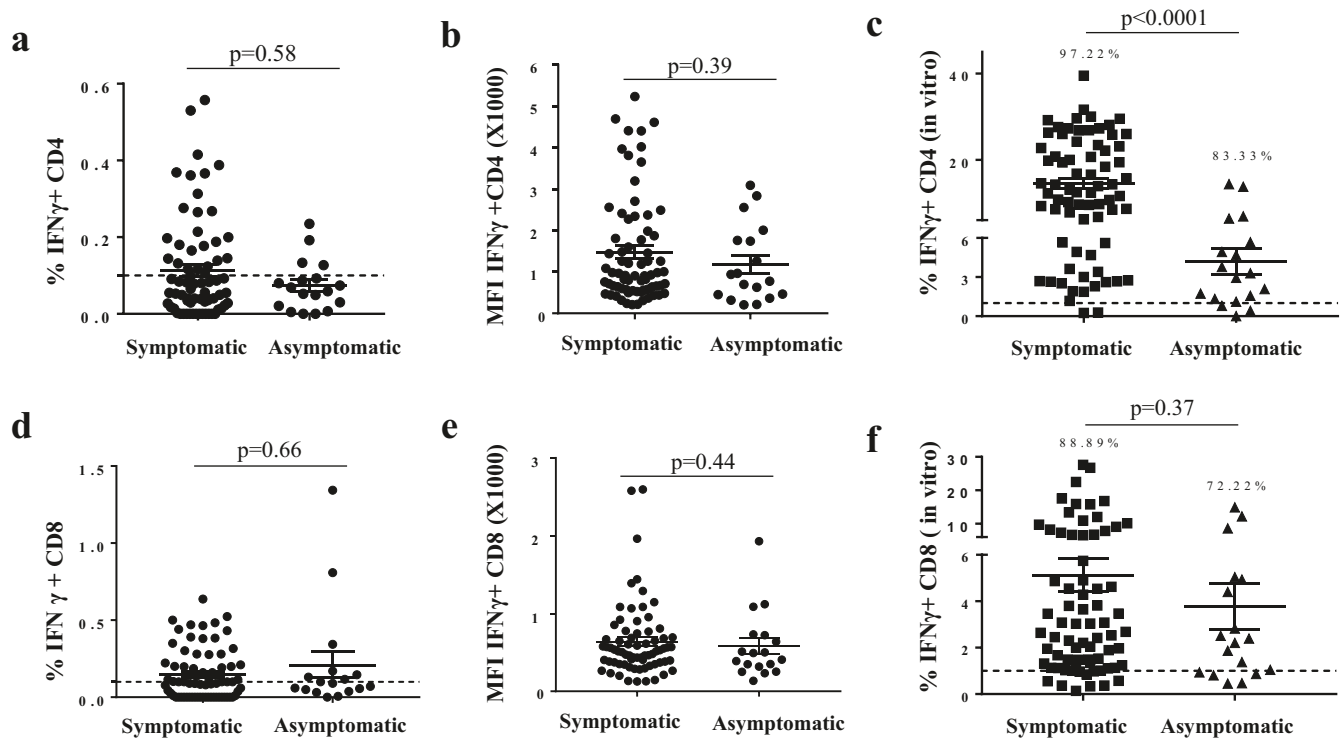 a
p=0.58
% IFNγ+ CD4
0.6
0.4
0.2
0.0
Symptomatic Asymptomatic
b
p=0.39
MFI IFNγ +CD4 (X1000)
6
5
4
3
2
1
0
Symptomatic Asymptomatic
c
p<0.0001
97.22%
83.33%
% IFNγ+ CD4 (in vitro)
40
20
6
3
0
Symptomatic Asymptomatic
d
p=0.66
% IFN γ + CD8
1.5
1.0
0.5
0.0
Symptomatic Asymptomatic
e
p=0.44
MFI IFNγ+ CD8 (X1000)
3
2
1
0
Symptomatic Asymptomatic
f
p=0.37
88.89%
72.22%
% IFNγ+ CD8 ( in vitro)
30
20
10
6
4
2
0
Symptomatic Asymptomatic